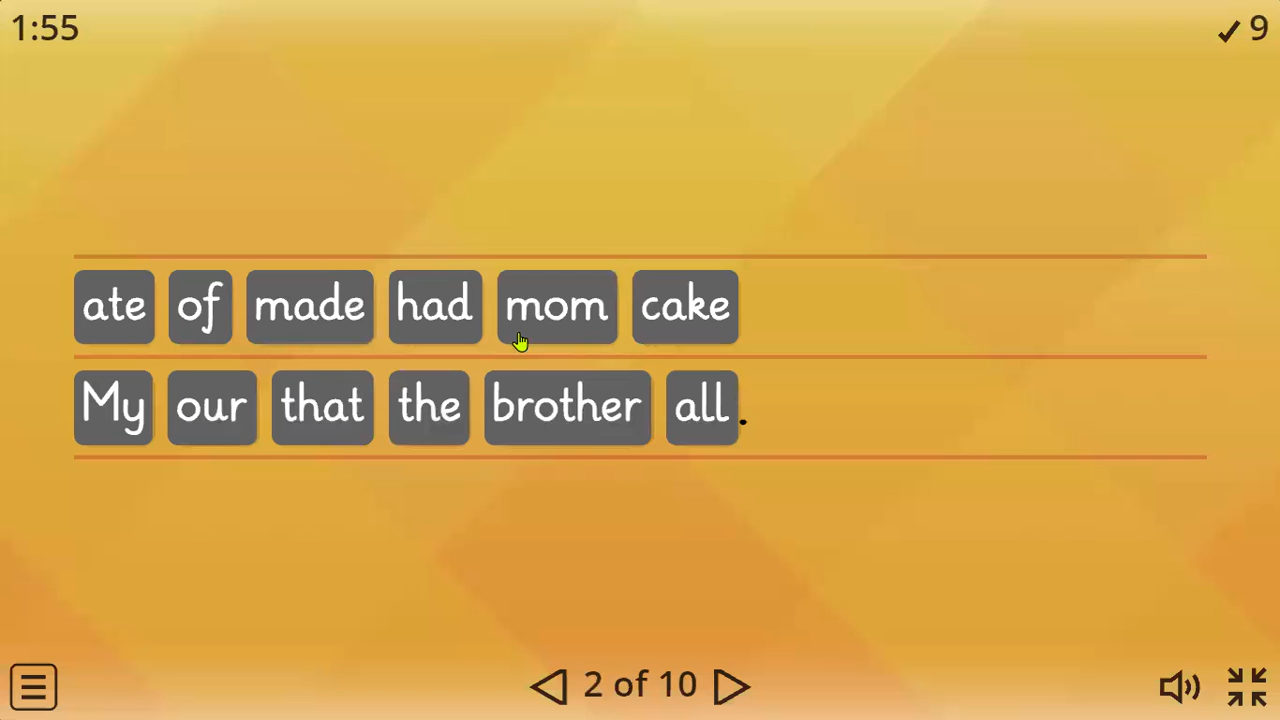 1:55
✓ 9
ate of made had mom cake
My our that the brother all.
2 of 10